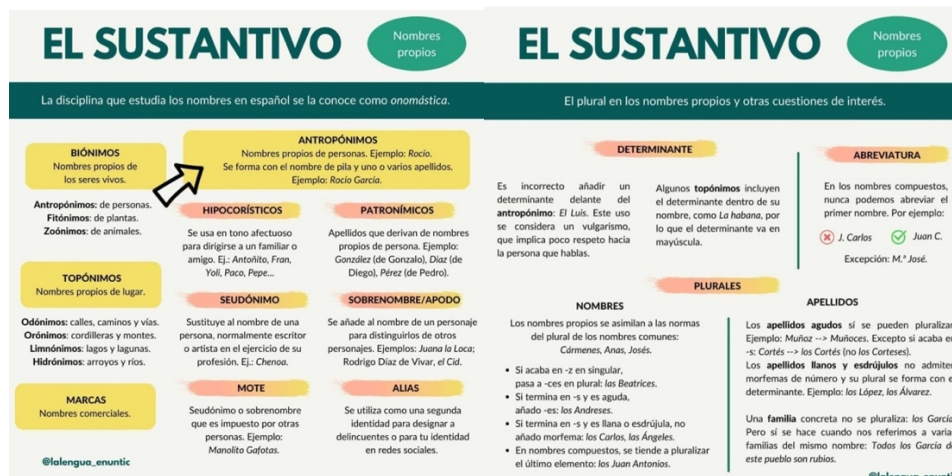 EL SUSTANTIVO
Nombres
propios
La disciplina que estudia los nombres en español se la conoce como onomástica.
BIÓNIMOS
Nombres propios de
los seres vivos.
Antropónimos: de personas.
Fitónimos: de plantas.
Zoónimos: de animales.
TOPÓNIMOS
Nombres propios de lugar.
Odónimos: calles, caminos y vías.
Orónimos: cordilleras y montes.
Limnónimos: lagos y lagunas.
Hidrónimos: arroyos y ríos.
MARCAS
Nombres comerciales.
@lalengua_enuntic
ANTROPÓNIMOS
Nombres propios de personas. Ejemplo: Rocío.
Se forma con el nombre de pila y uno o varios apellidos.
Ejemplo: Rocío García.
HIPOCORÍSTICOS
Se usa en tono afectuoso
para dirigirse a un familiar o
amigo. Ej.: Antoñito, Fran,
Yoli, Paco, Pepe...
PATRONÍMICOS
Apellidos que derivan de nombres
propios de persona. Ejemplo:
González (de Gonzalo), Díaz (de
Diego), Pérez (de Pedro).
SEUDÓNIMO
Sustituye al nombre de una
persona, normalmente escritor
o artista en el ejercicio de su
profesión. Ej.: Chenoa.
SOBRENOMBRE/APODO
Se añade al nombre de un personaje
para distinguirlos de otros
personajes. Ejemplo: Juana la Loca;
Rodrigo Díaz de Vivar, el Cid.
MOTE
Seudónimo o sobrenombre
que es impuesto por otras
personas. Ejemplo:
Manolito Gafotas.
ALIAS
Se utiliza como una segunda
identidad para designar a
delincuentes o para tu identidad
en redes sociales.
EL SUSTANTIVO
Nombres
propios
El plural en los nombres propios y otras cuestiones de interés.
DETERMINANTE
Es incorrecto añadir un
determinante delante del
antropónimo: El Luis. Este uso
se considera un vulgarismo,
que implica poco respeto hacia
la persona que hablas.
Algunos topónimos incluyen
el determinante dentro de su
nombre, como La habana, por
lo que el determinante va en
mayúscula.
ABREVIATURA
En los nombres compuestos,
nunca podemos abreviar el
primer nombre. Por ejemplo:
J. Carlos
Juan C.
Excepción: M.ª José.
PLURALES
NOMBRES
Los nombres propios se asimilan a las normas
del plural de los nombres comunes:
Cármenes, Anas, Josés.
• Si acaba en -z en singular,
pasa a -ces en plural: las Beatrices.
• Si termina en -s y es aguda,
añado -es: los Andreses.
• Si termina en -s y es llana o esdrújula, no
añado morfema: los Carlos, las Ángeles.
• En nombres compuestos, se tiende a pluralizar
el último elemento: los Juan Antonios.
APELLIDOS
Los apellidos agudos sí se pueden pluralizar
Ejemplo: Muñoz --> Muñoces. Excepto si acaba en
-s: Cortés --> los Cortés (no los Corteses).
Los apellidos llanos y esdrújulos no admiten
morfemas de número y su plural se forma con e
determinante. Ejemplo: los López, los Álvarez.
Una familia concreta no se pluraliza: los García
Pero sí se hace cuando nos referimos a varia
familias del mismo nombre: Todos los García d
este pueblo son rubios.
@lalengua_enuntic